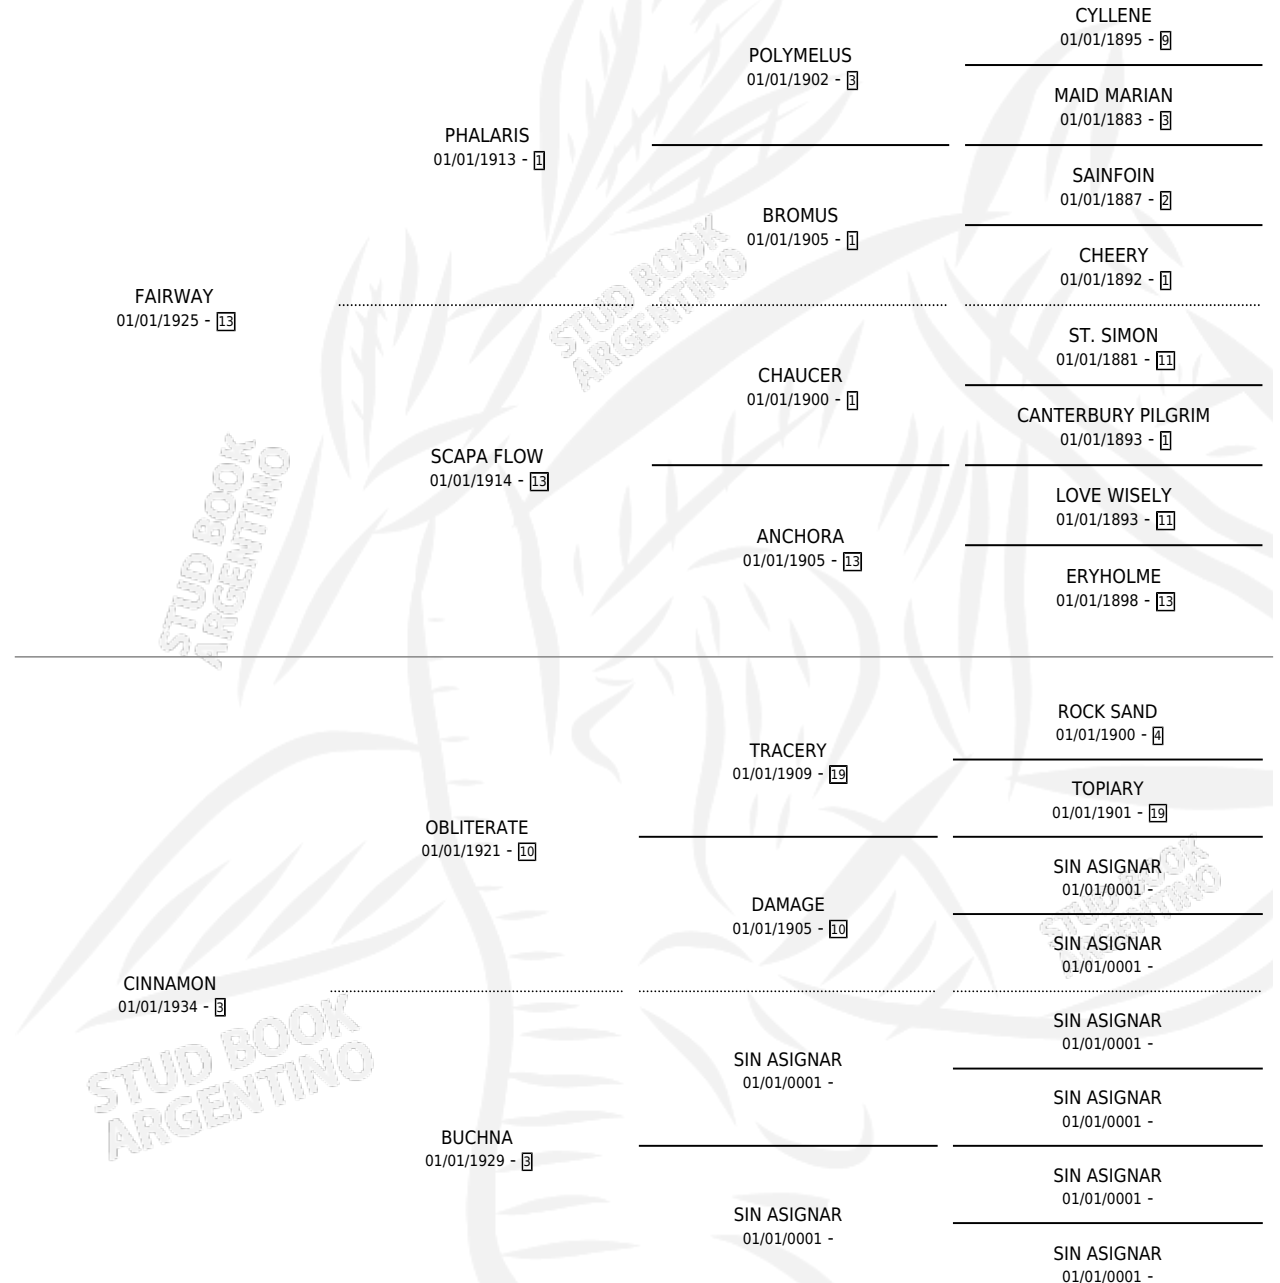 CYLLENE
01/01/1895 - 9
POLYMELUS
01/01/1902 - 3
MAID MARIAN
01/01/1883 - 3
PHALARIS
01/01/1913 - 1
SAINFOIN
01/01/1887 - 2
BROMUS
01/01/1905 - 1
CHEERY
01/01/1892 - 1
FAIRWAY
01/01/1925 - 13
ST. SIMON
01/01/1881 - 11
CHAUCER
01/01/1900 - 1
CANTERBURY PILGRIM
01/01/1893 - 1
SCAPA FLOW
01/01/1914 - 13
LOVE WISELY
01/01/1893 - 11
ANCHORA
01/01/1905 - 13
ERYHOLME
01/01/1898 - 13
STUD BOOK
ARGENTINO
STUD BOOK
ARGENTINO
ROCK SAND
01/01/1900 - 4
TRACERY
01/01/1909 - 19
TOPIARY
01/01/1901 - 19
OBLITERATE
01/01/1921 - 10
SIN ASIGNAR
01/01/0001 -
DAMAGE
01/01/1905 - 10
SIN ASIGNAR
01/01/0001 -
CINNAMON
01/01/1934 - 3
SIN ASIGNAR
01/01/0001 -
SIN ASIGNAR
01/01/0001 -
SIN ASIGNAR
01/01/0001 -
BUCHNA
01/01/1929 - 3
SIN ASIGNAR
01/01/0001 -
SIN ASIGNAR
01/01/0001 -
SIN ASIGNAR
01/01/0001 -
STUD BOOK
ARGENTINO
STUD BOOK
ARGENTINO